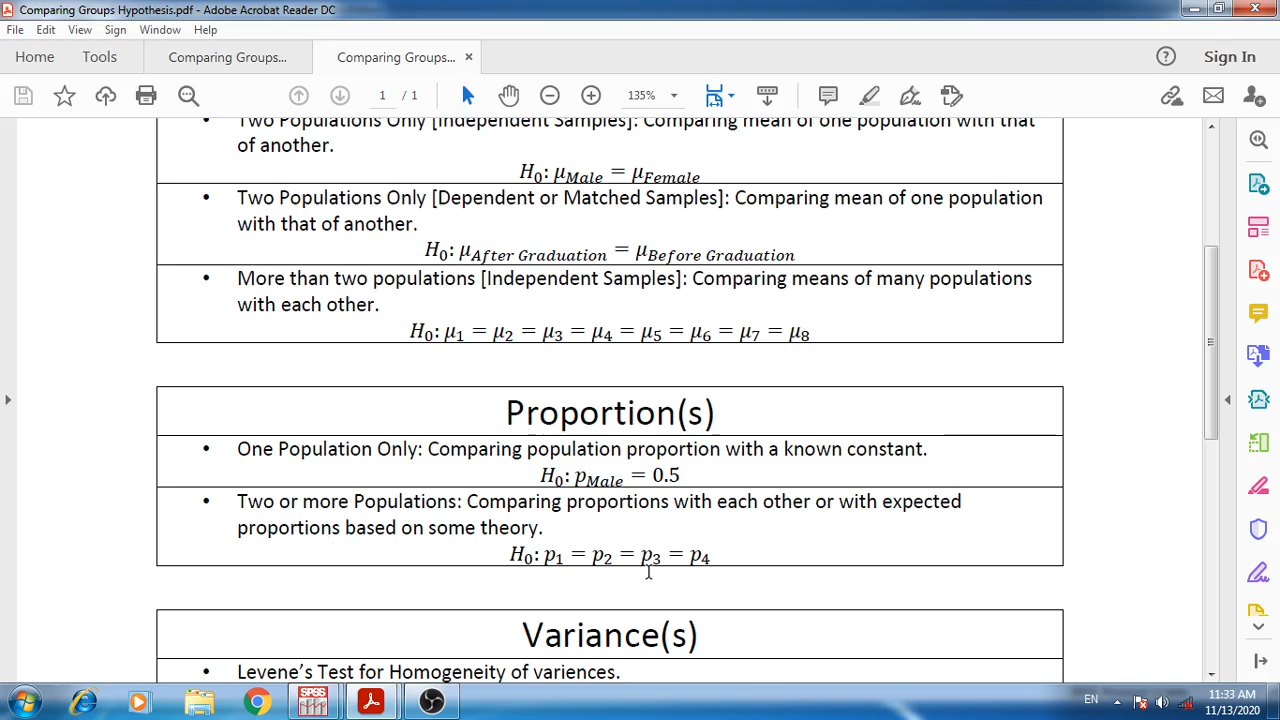 Comparing Groups Hypothesis.pdf - Adobe Acrobat Reader DC
File Edit View Sign Window Help
Home Tools Comparing Groups... Comparing Groups... × Sign In
1 / 1 135%
• Two Populations Only [Independent Samples]: Comparing mean of one population with that
of another.
H₀: μ_Male = μ_Female
• Two Populations Only [Dependent or Matched Samples]: Comparing mean of one population
with that of another.
H₀: μ_After Graduation = μ_Before Graduation
• More than two populations [Independent Samples]: Comparing means of many populations
with each other.
H₀: μ₁ = μ₂ = μ₃ = μ₄ = μ₅ = μ₆ = μ₇ = μ₈
Proportion(s)
• One Population Only: Comparing population proportion with a known constant.
H₀: p_Male = 0.5
• Two or more Populations: Comparing proportions with each other or with expected
proportions based on some theory.
H₀: p₁ = p₂ = p₃ = p₄
Variance(s)
• Levene's Test for Homogeneity of variences.
SPSS
EN 11:33 AM
11/13/2020